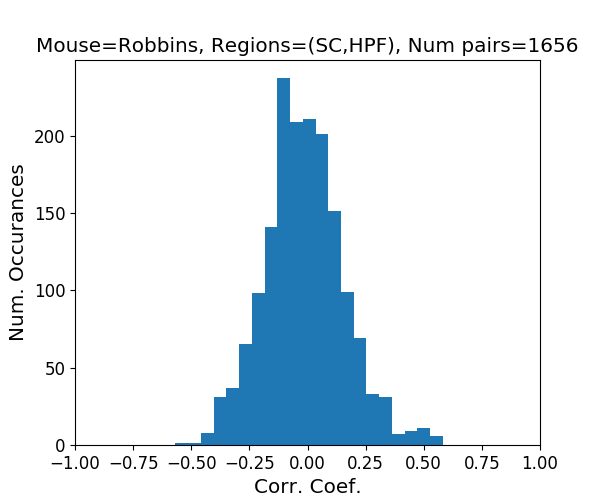 Mouse=Robbins, Regions=(SC,HPF), Num pairs=1656
Num. Occurances
200
150
100
50
0
−1.00 −0.75 −0.50 −0.25 0.00 0.25 0.50 0.75 1.00
Corr. Coef.